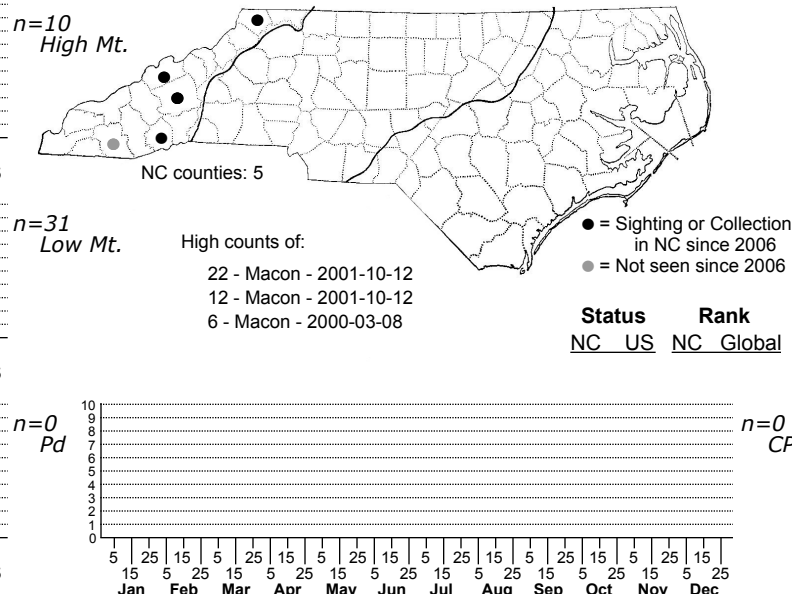 n=10
High Mt.
NC counties: 5
n=31
Low Mt.
High counts of:
22 - Macon - 2001-10-12
12 - Macon - 2001-10-12
6 - Macon - 2000-03-08
● = Sighting or Collection
in NC since 2006
● = Not seen since 2006
Status Rank
NC US NC Global
n=0
Pd
10
9
8
7
6
5
4
3
2
1
0
n=0
CP
5 25 15 5 25 15 5 25 15 5 25 15 5 25 15 5 25 15
15 5 25 15 5 25 15 5 25 15 5 25 15 5 25 15 5 25
Jan Feb Mar Apr May Jun Jul Aug Sep Oct Nov Dec